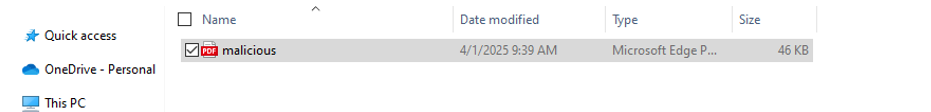 Name Date modified Type Size
Quick access
PDF malicious 4/1/2025 9:39 AM Microsoft Edge P... 46 KB
OneDrive - Personal
This PC